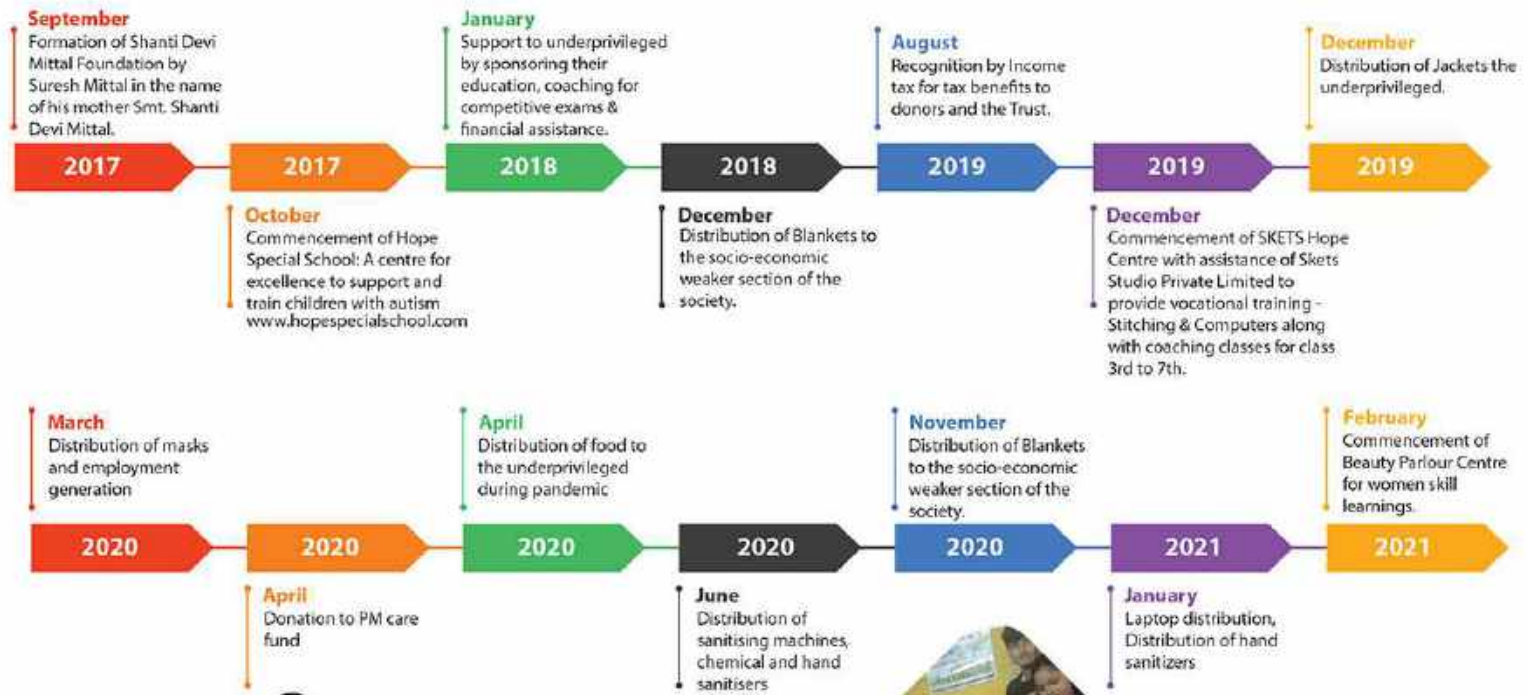 September
Formation of Shanti Devi
Mittal Foundation by
Suresh Mittal in the name
of his mother Smt. Shanti
Devi Mittal.
January
Support to underprivileged
by sponsoring their
education, coaching for
competitive exams &
financial assistance.
August
Recognition by Income
tax for tax benefits to
donors and the Trust.
December
Distribution of Jackets the
underprivileged.
2017
2017
2018
2018
2019
2019
2019
October
Commencement of Hope
Special School: A centre for
excellence to support and
train children with autism
www.hopespecialschool.com
December
Distribution of Blankets to
the socio-economic
weaker section of the
society.
December
Commencement of SKETS Hope
Centre with assistance of Skets
Studio Private Limited to
provide vocational training -
Stitching & Computers along
with coaching classes for class
3rd to 7th.
March
Distribution of masks
and employment
generation
April
Distribution of food to
the underprivileged
during pandemic
November
Distribution of Blankets
to the socio-economic
weaker section of the
society.
February
Commencement of
Beauty Parlour Centre
for women skill
learnings.
2020
2020
2020
2020
2020
2021
2021
April
Donation to PM care
fund
June
Distribution of
sanitising machines,
chemical and hand
sanitisers
January
Laptop distribution,
Distribution of hand
sanitizers